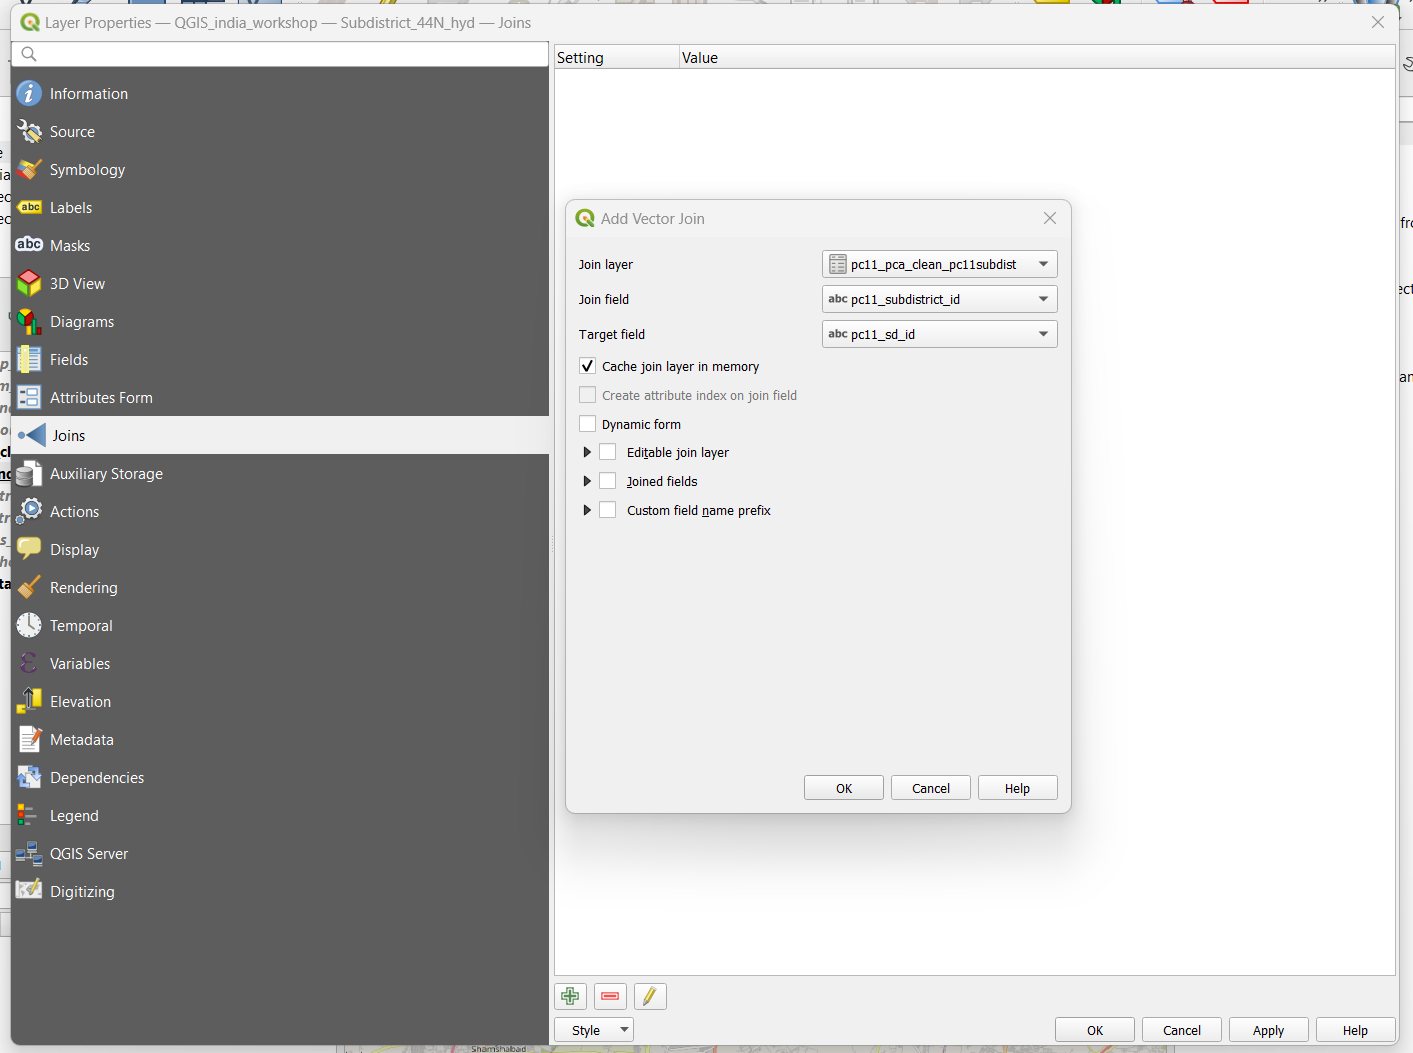 Layer Properties — QGIS_india_workshop — Subdistrict_44N_hyd — Joins
Information
Source
Symbology
abc Labels
abc Masks
3D View
Diagrams
Fields
Attributes Form
Joins
Auxiliary Storage
Actions
Display
Rendering
Temporal
Variables
Elevation
Metadata
Dependencies
Legend
QGIS Server
Digitizing
Setting Value
Add Vector Join
Join layer pc11_pca_clean_pc11subdist
Join field abc pc11_subdistrict_id
Target field abc pc11_sd_id
Cache join layer in memory
Create attribute index on join field
Dynamic form
Editable join layer
Joined fields
Custom field name prefix
OK Cancel Help
Style OK Cancel Apply Help
Shamshabad